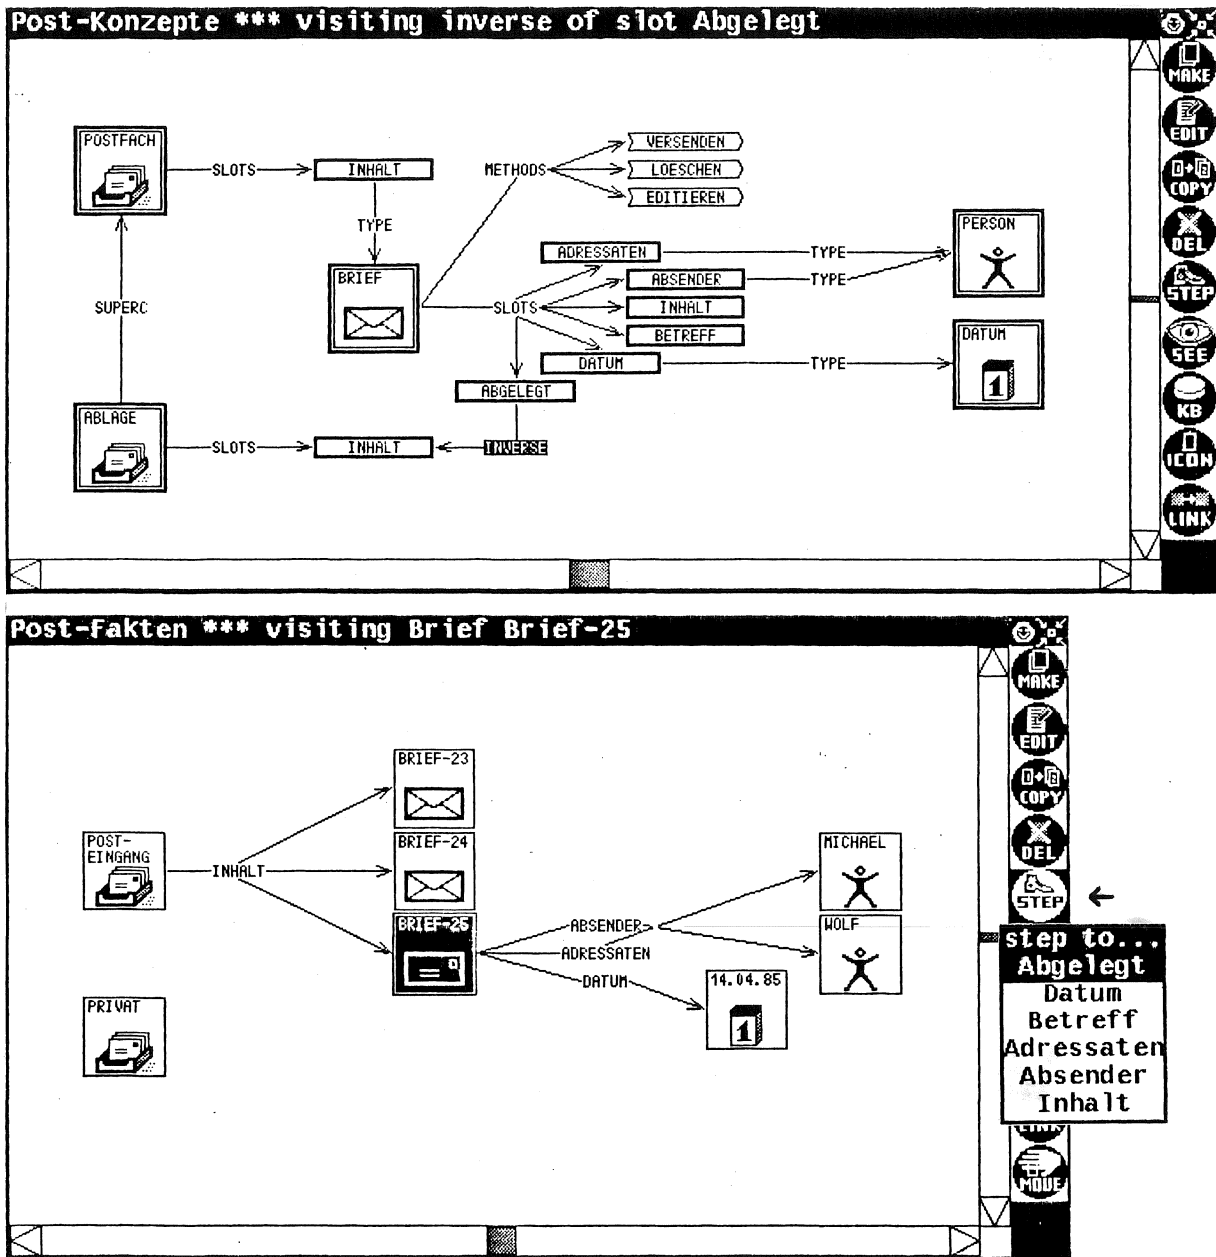 Post-Konzepte *** visiting inverse of slot Abgelegt
MAKE
EDIT
COPY
DEL
STEP
SEE
KB
ICON
LINK
POSTFACH
SLOTS
INHALT
METHODS
VERSENDEN
LOESCHEN
EDITIEREN
TYPE
BRIEF
SUPERC
SLOTS
ADRESSATEN
TYPE
PERSON
ABSENDER
TYPE
INHALT
BETREFF
DATUM
TYPE
DATUM
1
ABGELEGT
ABLAGE
SLOTS
INHALT
INVERSE
Post-Fakten *** visiting Brief Brief-25
MAKE
EDIT
COPY
DEL
STEP
BRIEF-23
POST-
EINGANG
INHALT
BRIEF-24
BRIEF-25
ABSENDER
ADRESSATEN
DATUM
MICHAEL
WOLF
14.04.85
1
PRIVAT
step to...
Abgelegt
Datum
Betreff
Adressaten
Absender
Inhalt
LINK
MOVE